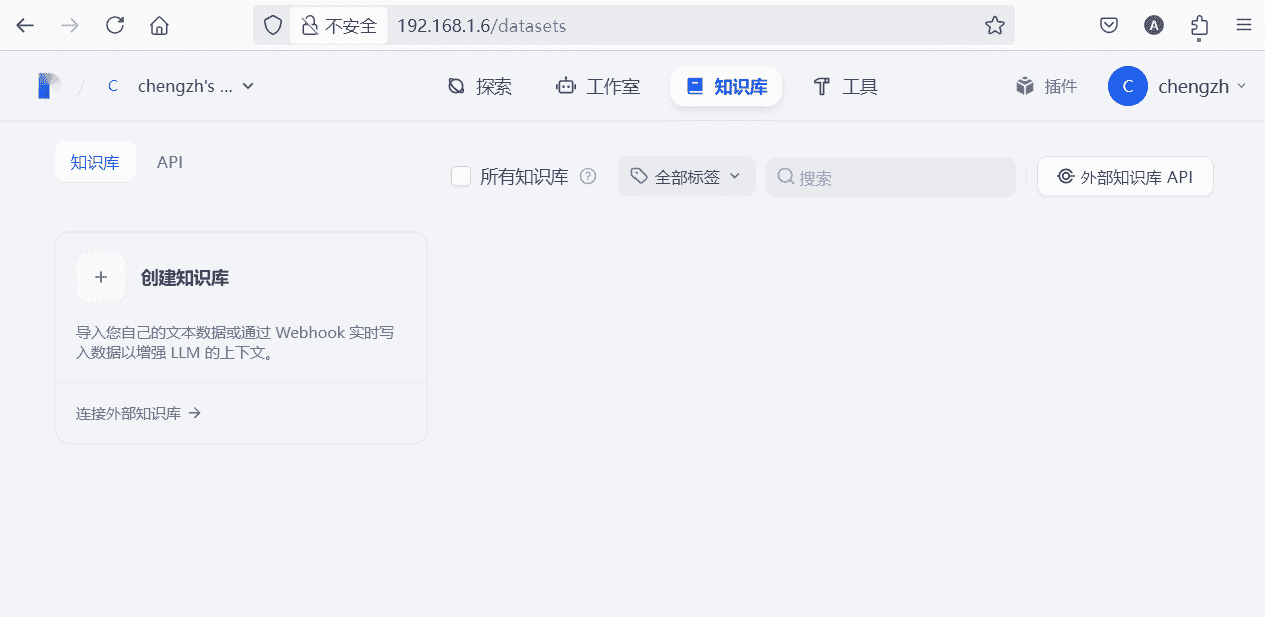 不安全 192.168.1.6/datasets A
C chengzh's ... 探索 工作室 知识库 工具 插件 C chengzh
知识库 API
所有知识库 全部标签 搜索 外部知识库 API
创建知识库
导入您自己的文本数据或通过 Webhook 实时写
入数据以增强 LLM 的上下文。
连接外部知识库